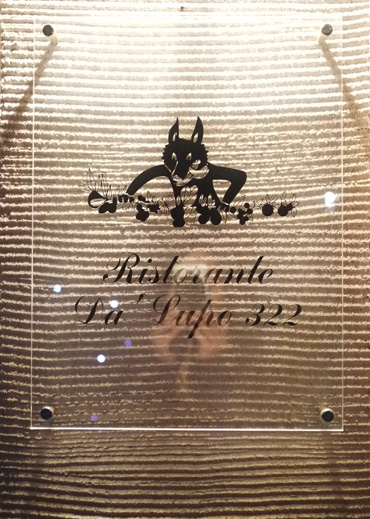 Ristorante
Da' Lupo 322